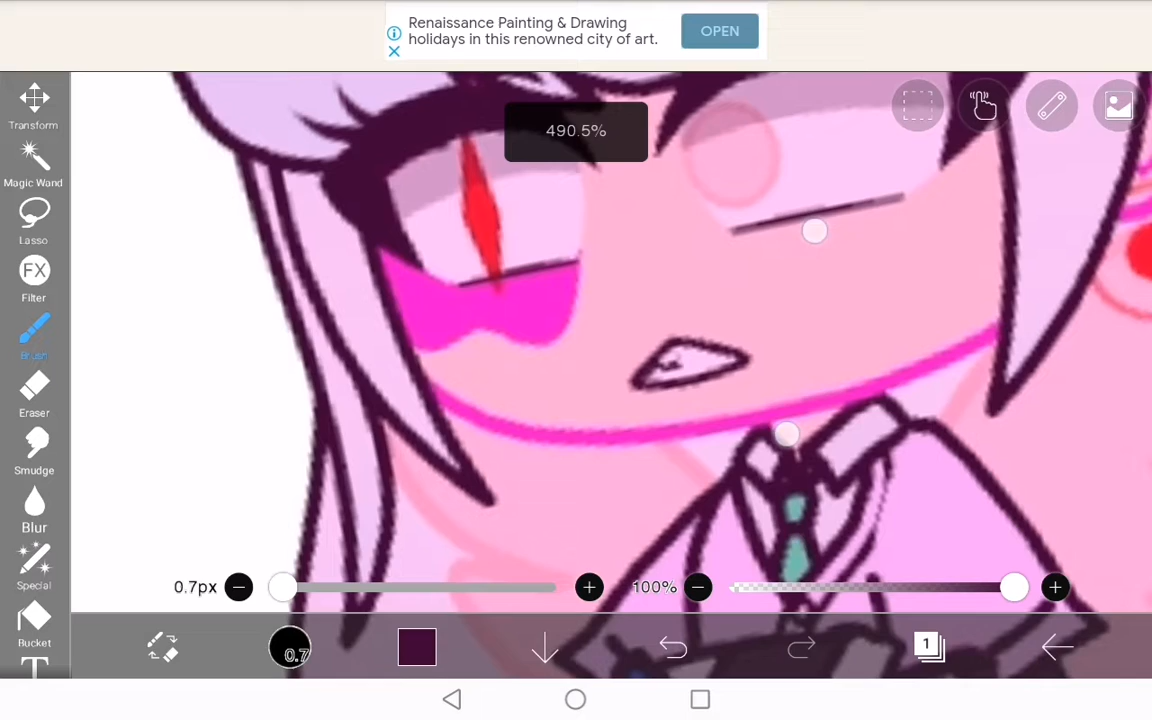 Renaissance Painting & Drawing
holidays in this renowned city of art.
OPEN
490.5%
Transform
Magic Wand
Lasso
FX
Filter
Brush
Eraser
Smudge
Blur
Special
Bucket
T
0.7px
100%
0.7
1